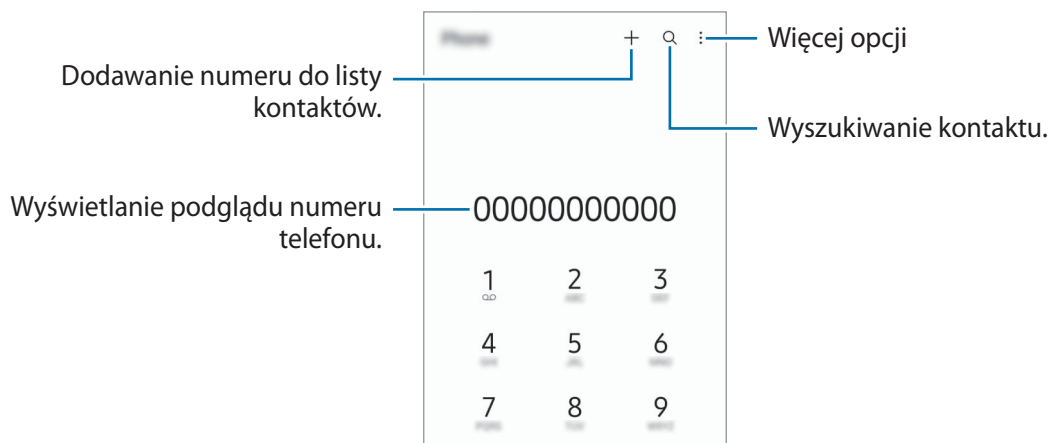 Phone
Więcej opcji
Dodawanie numeru do listy
kontaktów.
Wyszukiwanie kontaktu.
Wyświetlanie podglądu numeru
telefonu.
00000000000
1 2 3
ABC DEF
4 5 6
GHI JKL MNO
7 8 9
PQRS TUV WXYZ